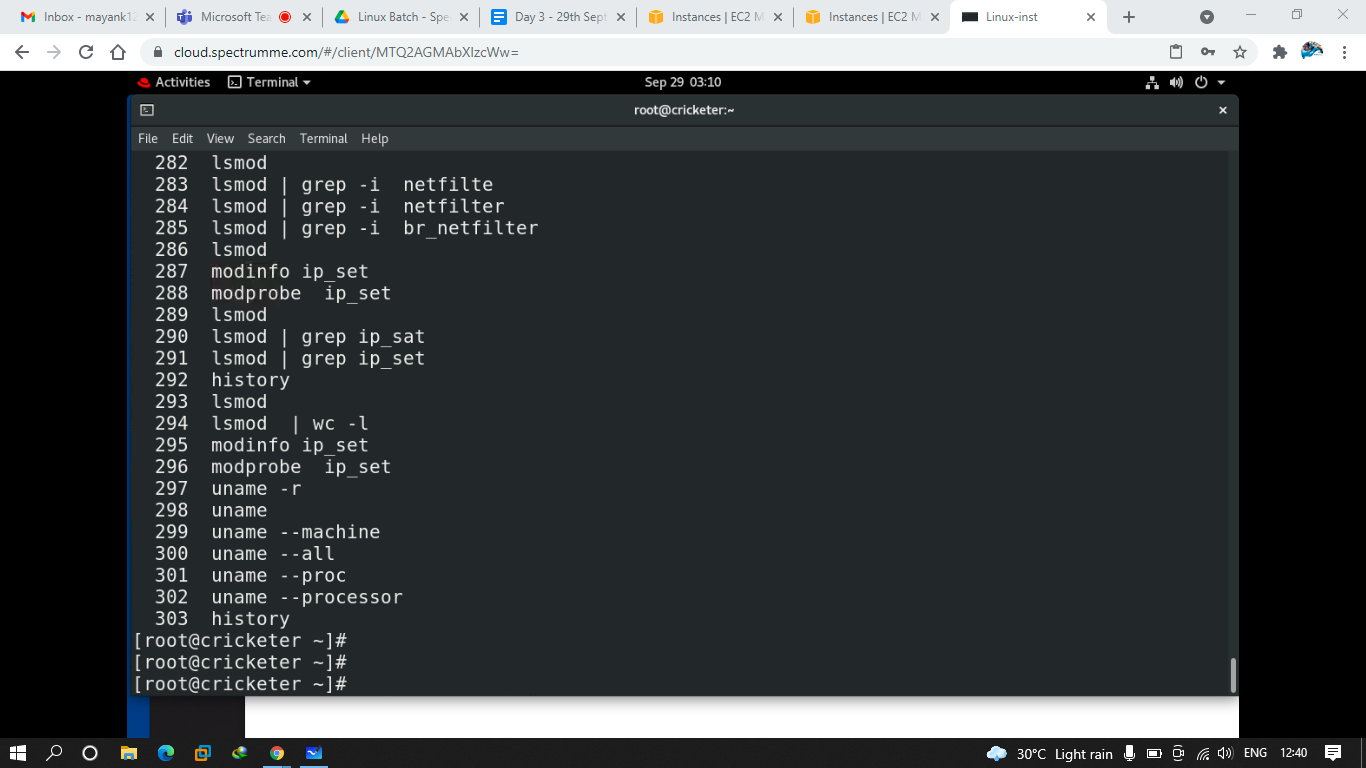 Inbox - mayank12
Microsoft Tea
Linux Batch - Spe
Day 3 - 29th Sept
Instances | EC2 M
Instances | EC2 M
Linux-inst
cloud.spectrumme.com/#/client/MTQ2AGMAbXlzcWw=
Activities Terminal Sep 29 03:10
root@cricketer:~
File Edit View Search Terminal Help
282 lsmod
283 lsmod | grep -i  netfilte
284 lsmod | grep -i  netfilter
285 lsmod | grep -i  br_netfilter
286 lsmod
287 modinfo ip_set
288 modprobe  ip_set
289 lsmod
290 lsmod | grep ip_sat
291 lsmod | grep ip_set
292 history
293 lsmod
294 lsmod  | wc -l
295 modinfo ip_set
296 modprobe  ip_set
297 uname -r
298 uname
299 uname --machine
300 uname --all
301 uname --proc
302 uname --processor
303 history
[root@cricketer ~]#
[root@cricketer ~]#
[root@cricketer ~]#
30°C Light rain ENG 12:40